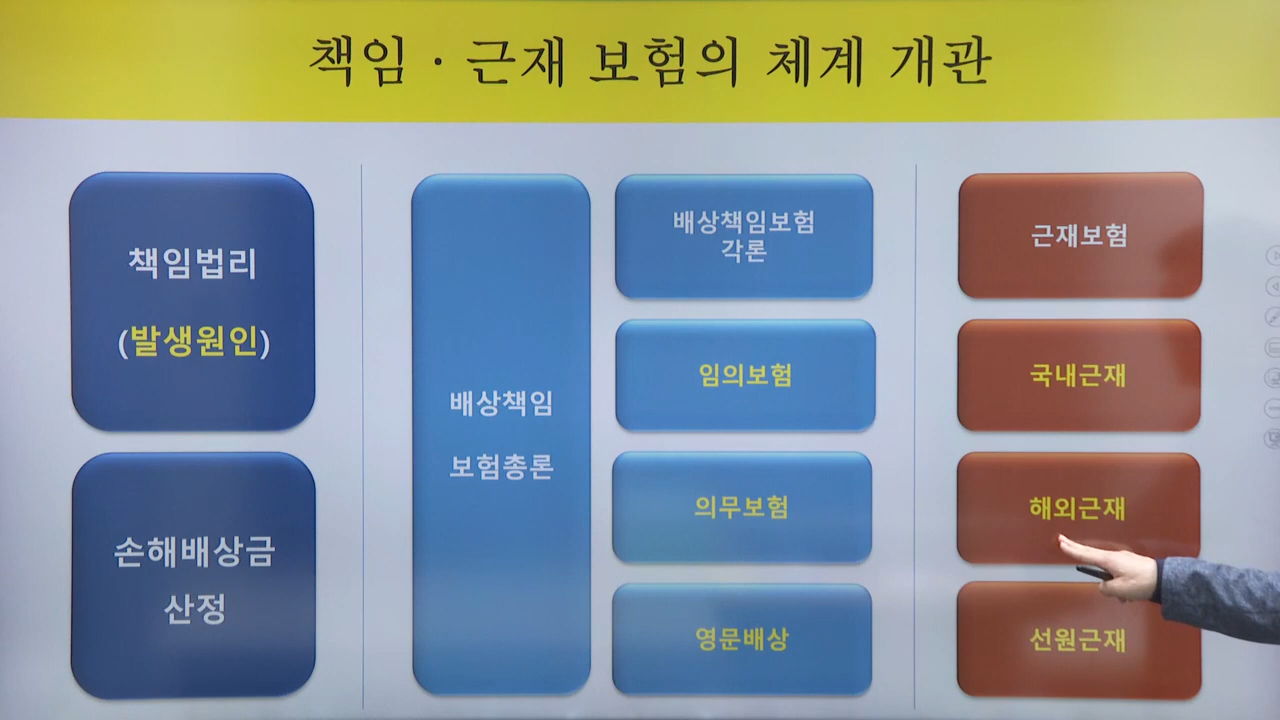 책임 · 근재 보험의 체계 개관
책임법리
(발생원인)
손해배상금
산정
배상책임
보험총론
배상책임보험
각론
임의보험
의무보험
영문배상
근재보험
국내근재
해외근재
선원근재